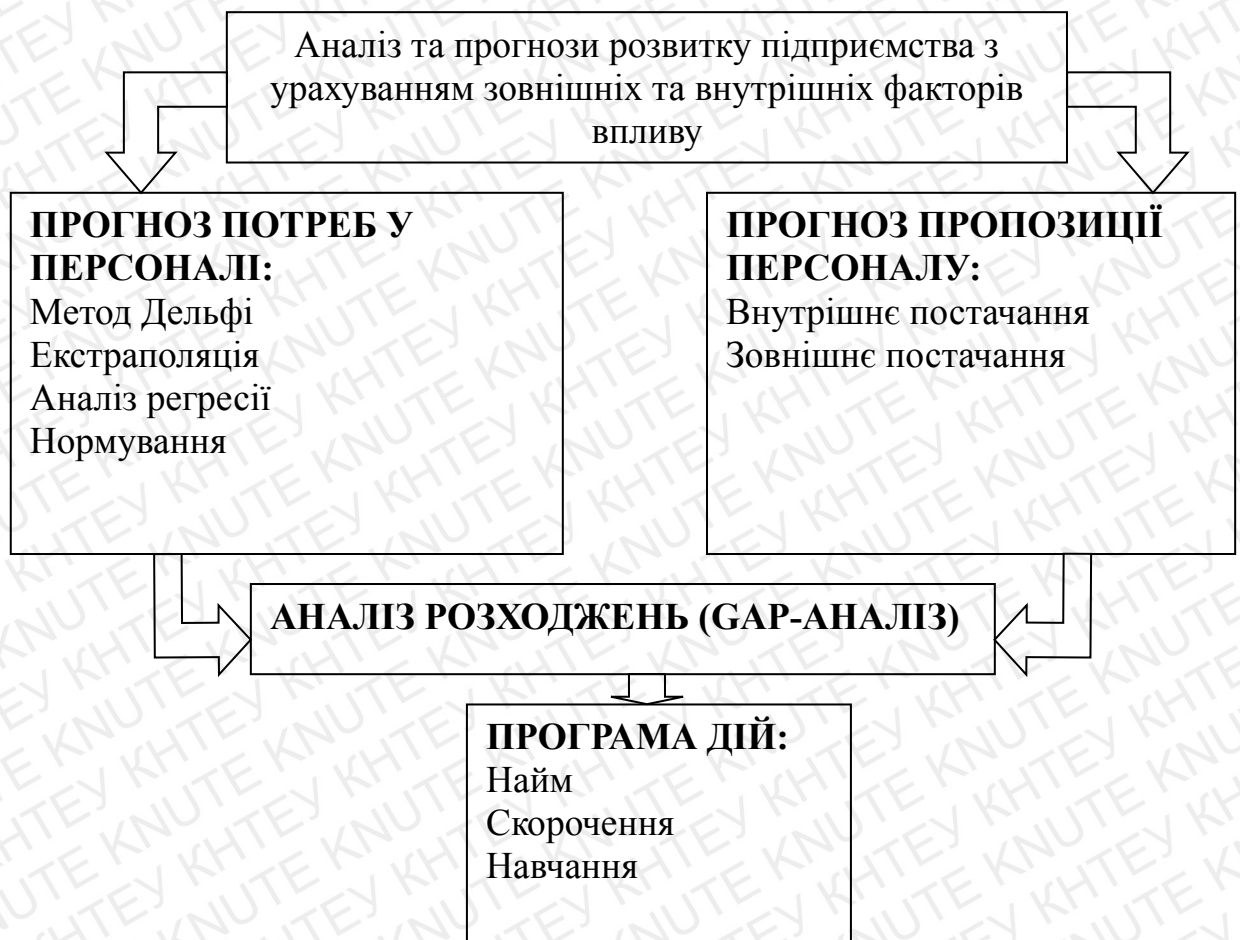 Аналіз та прогнози розвитку підприємства з
урахуванням зовнішніх та внутрішніх факторів
впливу
ПРОГНОЗ ПОТРЕБ У
ПЕРСОНАЛІ:
Метод Дельфі
Екстраполяція
Аналіз регресії
Нормування
ПРОГНОЗ ПРОПОЗИЦІЇ
ПЕРСОНАЛУ:
Внутрішнє постачання
Зовнішнє постачання
АНАЛІЗ РОЗХОДЖЕНЬ (GAP-АНАЛІЗ)
ПРОГРАМА ДІЙ:
Найм
Скорочення
Навчання